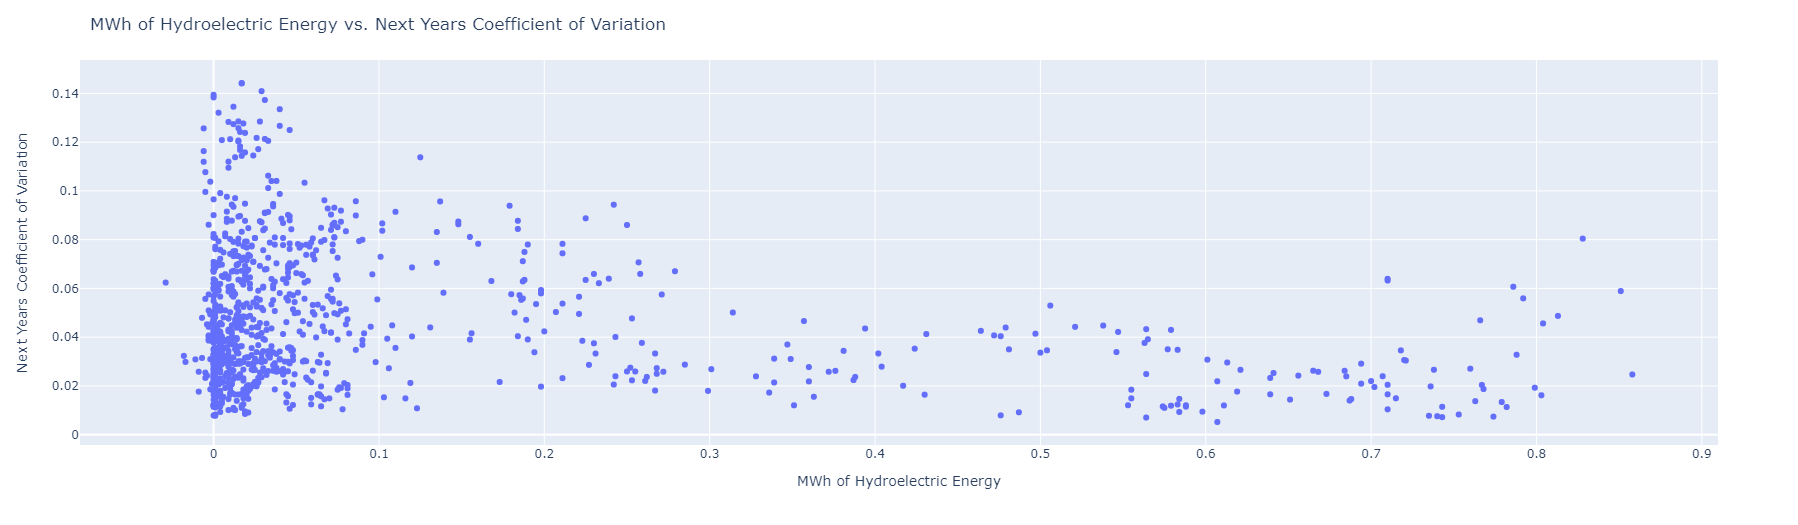 MWh of Hydroelectric Energy vs. Next Years Coefficient of Variation
0.14
0.12
0.1
0.08
0.06
0.04
0.02
0
Next Years Coefficient of Variation
0 0.1 0.2 0.3 0.4 0.5 0.6 0.7 0.8 0.9
MWh of Hydroelectric Energy